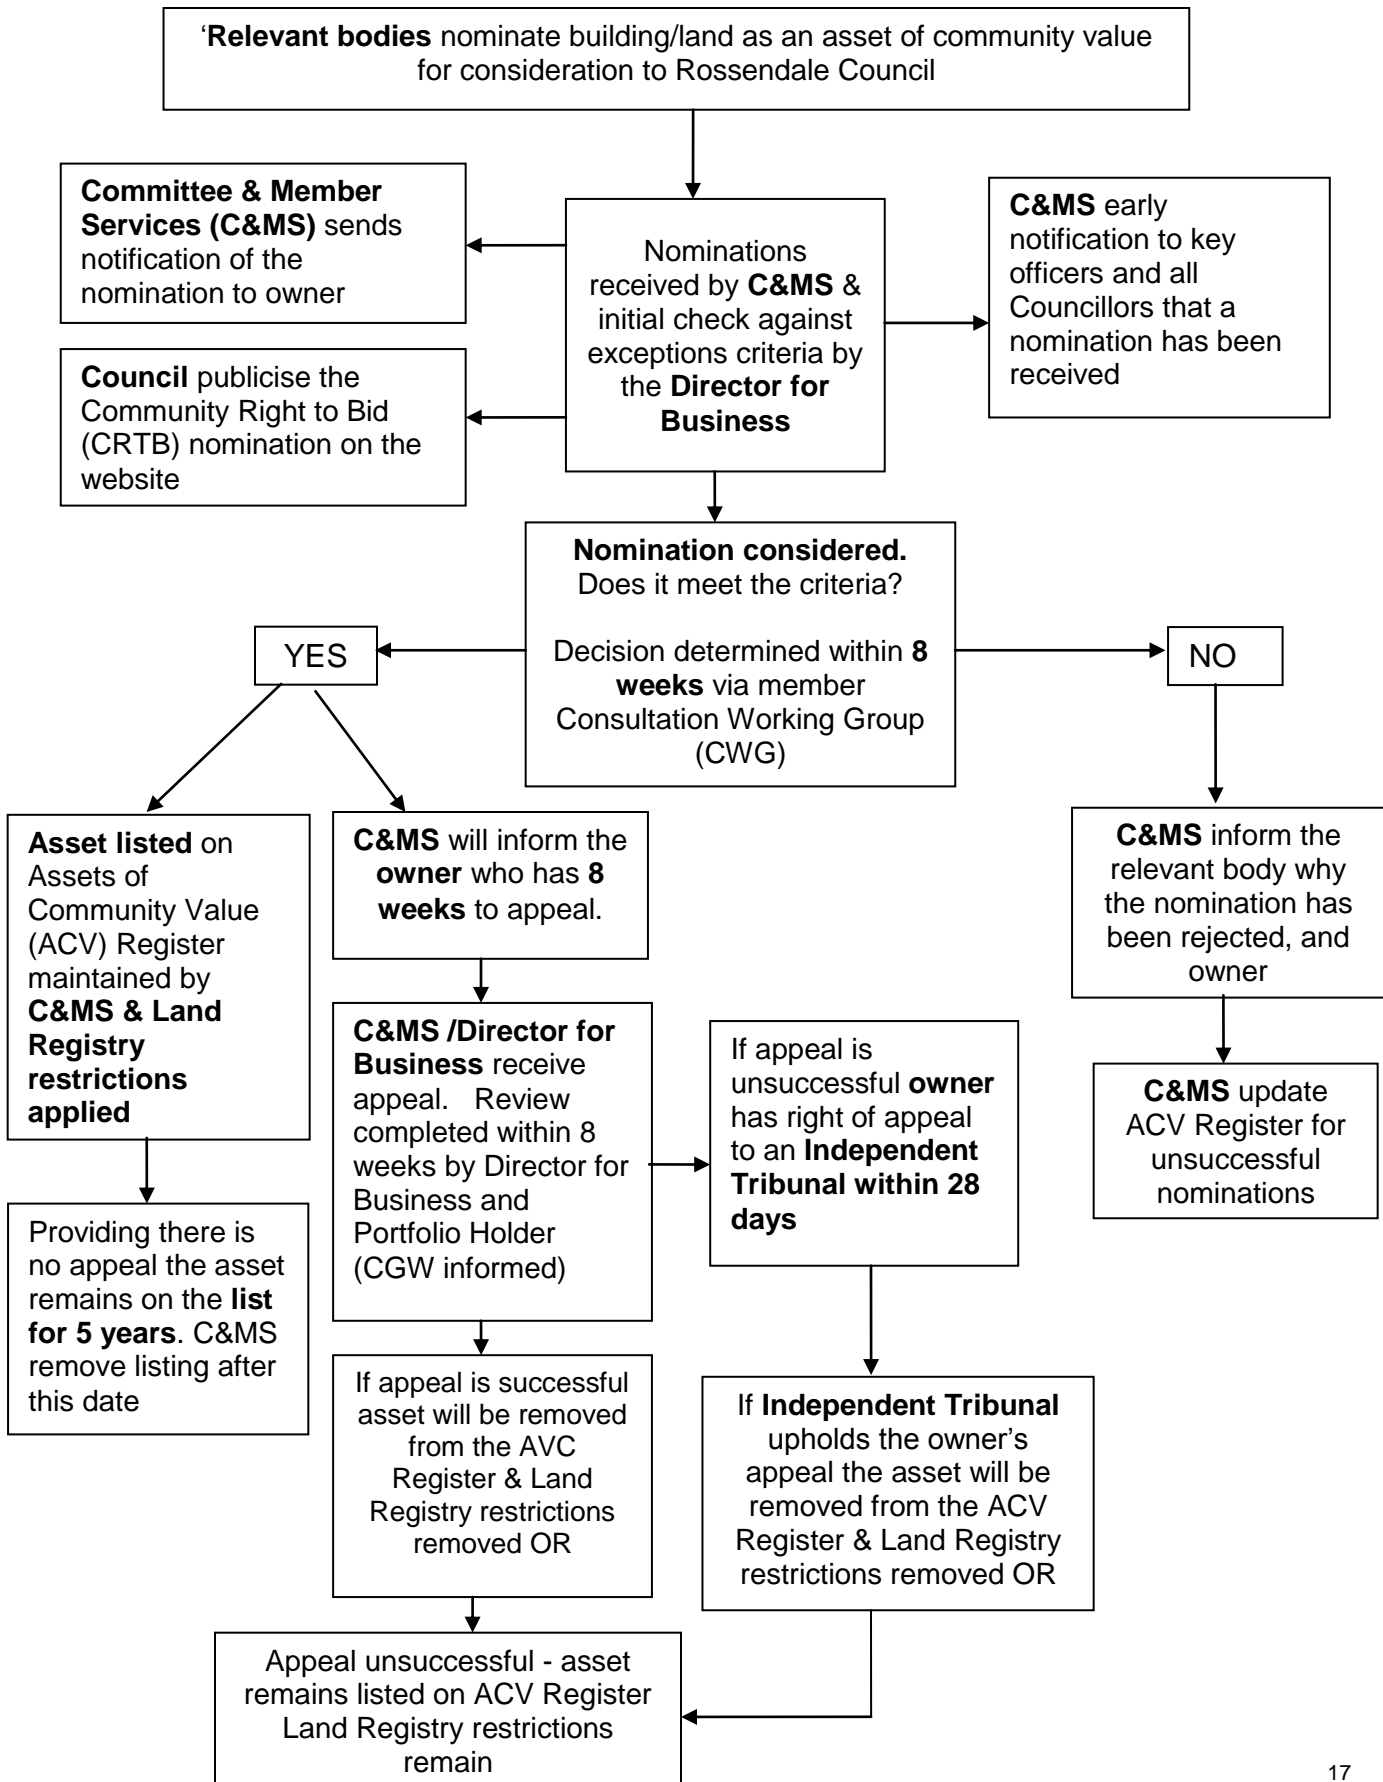 ‘Relevant bodies nominate building/land as an asset of community value
for consideration to Rossendale Council
Committee & Member
Services (C&MS) sends
notification of the
nomination to owner
Nominations
received by C&MS &
initial check against
exceptions criteria by
the Director for
Business
C&MS early
notification to key
officers and all
Councillors that a
nomination has been
received
Council publicise the
Community Right to Bid
(CRTB) nomination on the
website
Nomination considered.
Does it meet the criteria?
Decision determined within 8
weeks via member
Consultation Working Group
(CWG)
YES
NO
Asset listed on
Assets of
Community Value
(ACV) Register
maintained by
C&MS & Land
Registry
restrictions
applied
C&MS will inform the
owner who has 8
weeks to appeal.
C&MS inform the
relevant body why
the nomination has
been rejected, and
owner
C&MS /Director for
Business receive
appeal. Review
completed within 8
weeks by Director for
Business and
Portfolio Holder
(CGW informed)
If appeal is
unsuccessful owner
has right of appeal
to an Independent
Tribunal within 28
days
C&MS update
ACV Register for
unsuccessful
nominations
Providing there is
no appeal the asset
remains on the list
for 5 years. C&MS
remove listing after
this date
If appeal is successful
asset will be removed
from the AVC
Register & Land
Registry restrictions
removed OR
If Independent Tribunal
upholds the owner’s
appeal the asset will be
removed from the ACV
Register & Land Registry
restrictions removed OR
Appeal unsuccessful - asset
remains listed on ACV Register
Land Registry restrictions
remain
17